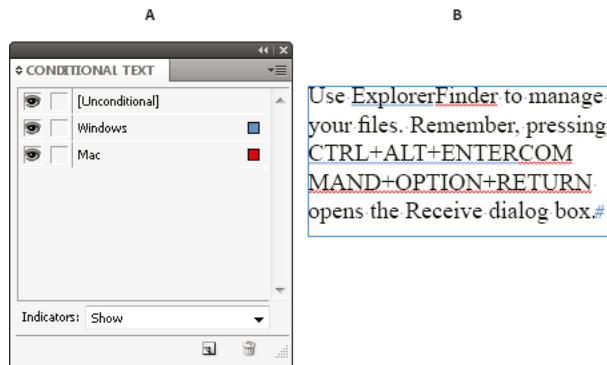 A
B
CONDITIONAL TEXT
[Unconditional]
Windows
Mac
Indicators: Show
Use ExplorerFinder to manage
your files. Remember, pressing
CTRL+ALT+ENTERCOM
MAND+OPTION+RETURN
opens the Receive dialog box.#